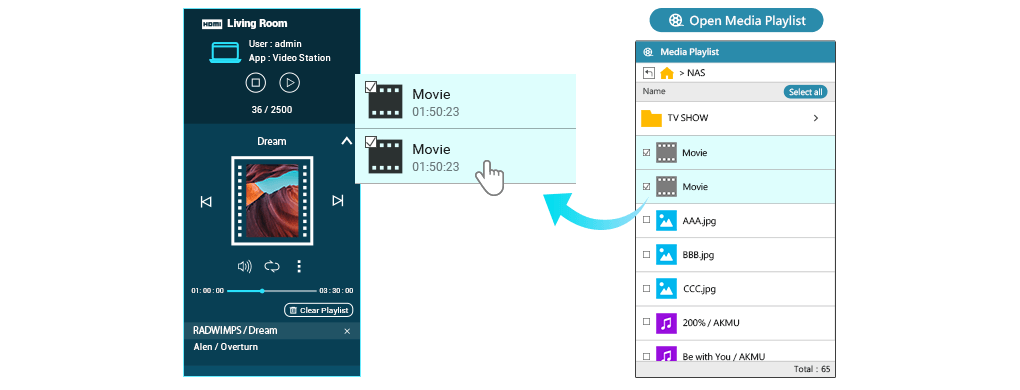 HDMI Living Room
User : admin
App : Video Station
36 / 2500
Dream
01 : 00 : 00
03 : 30 : 00
Clear Playlist
RADWIMPS / Dream
Alen / Overturn
Movie
01:50:23
Movie
01:50:23
Open Media Playlist
Media Playlist
> NAS
Name
Select all
TV SHOW
Movie
Movie
AAA.jpg
BBB.jpg
CCC.jpg
200% / AKMU
Be with You / AKMU
Total : 65